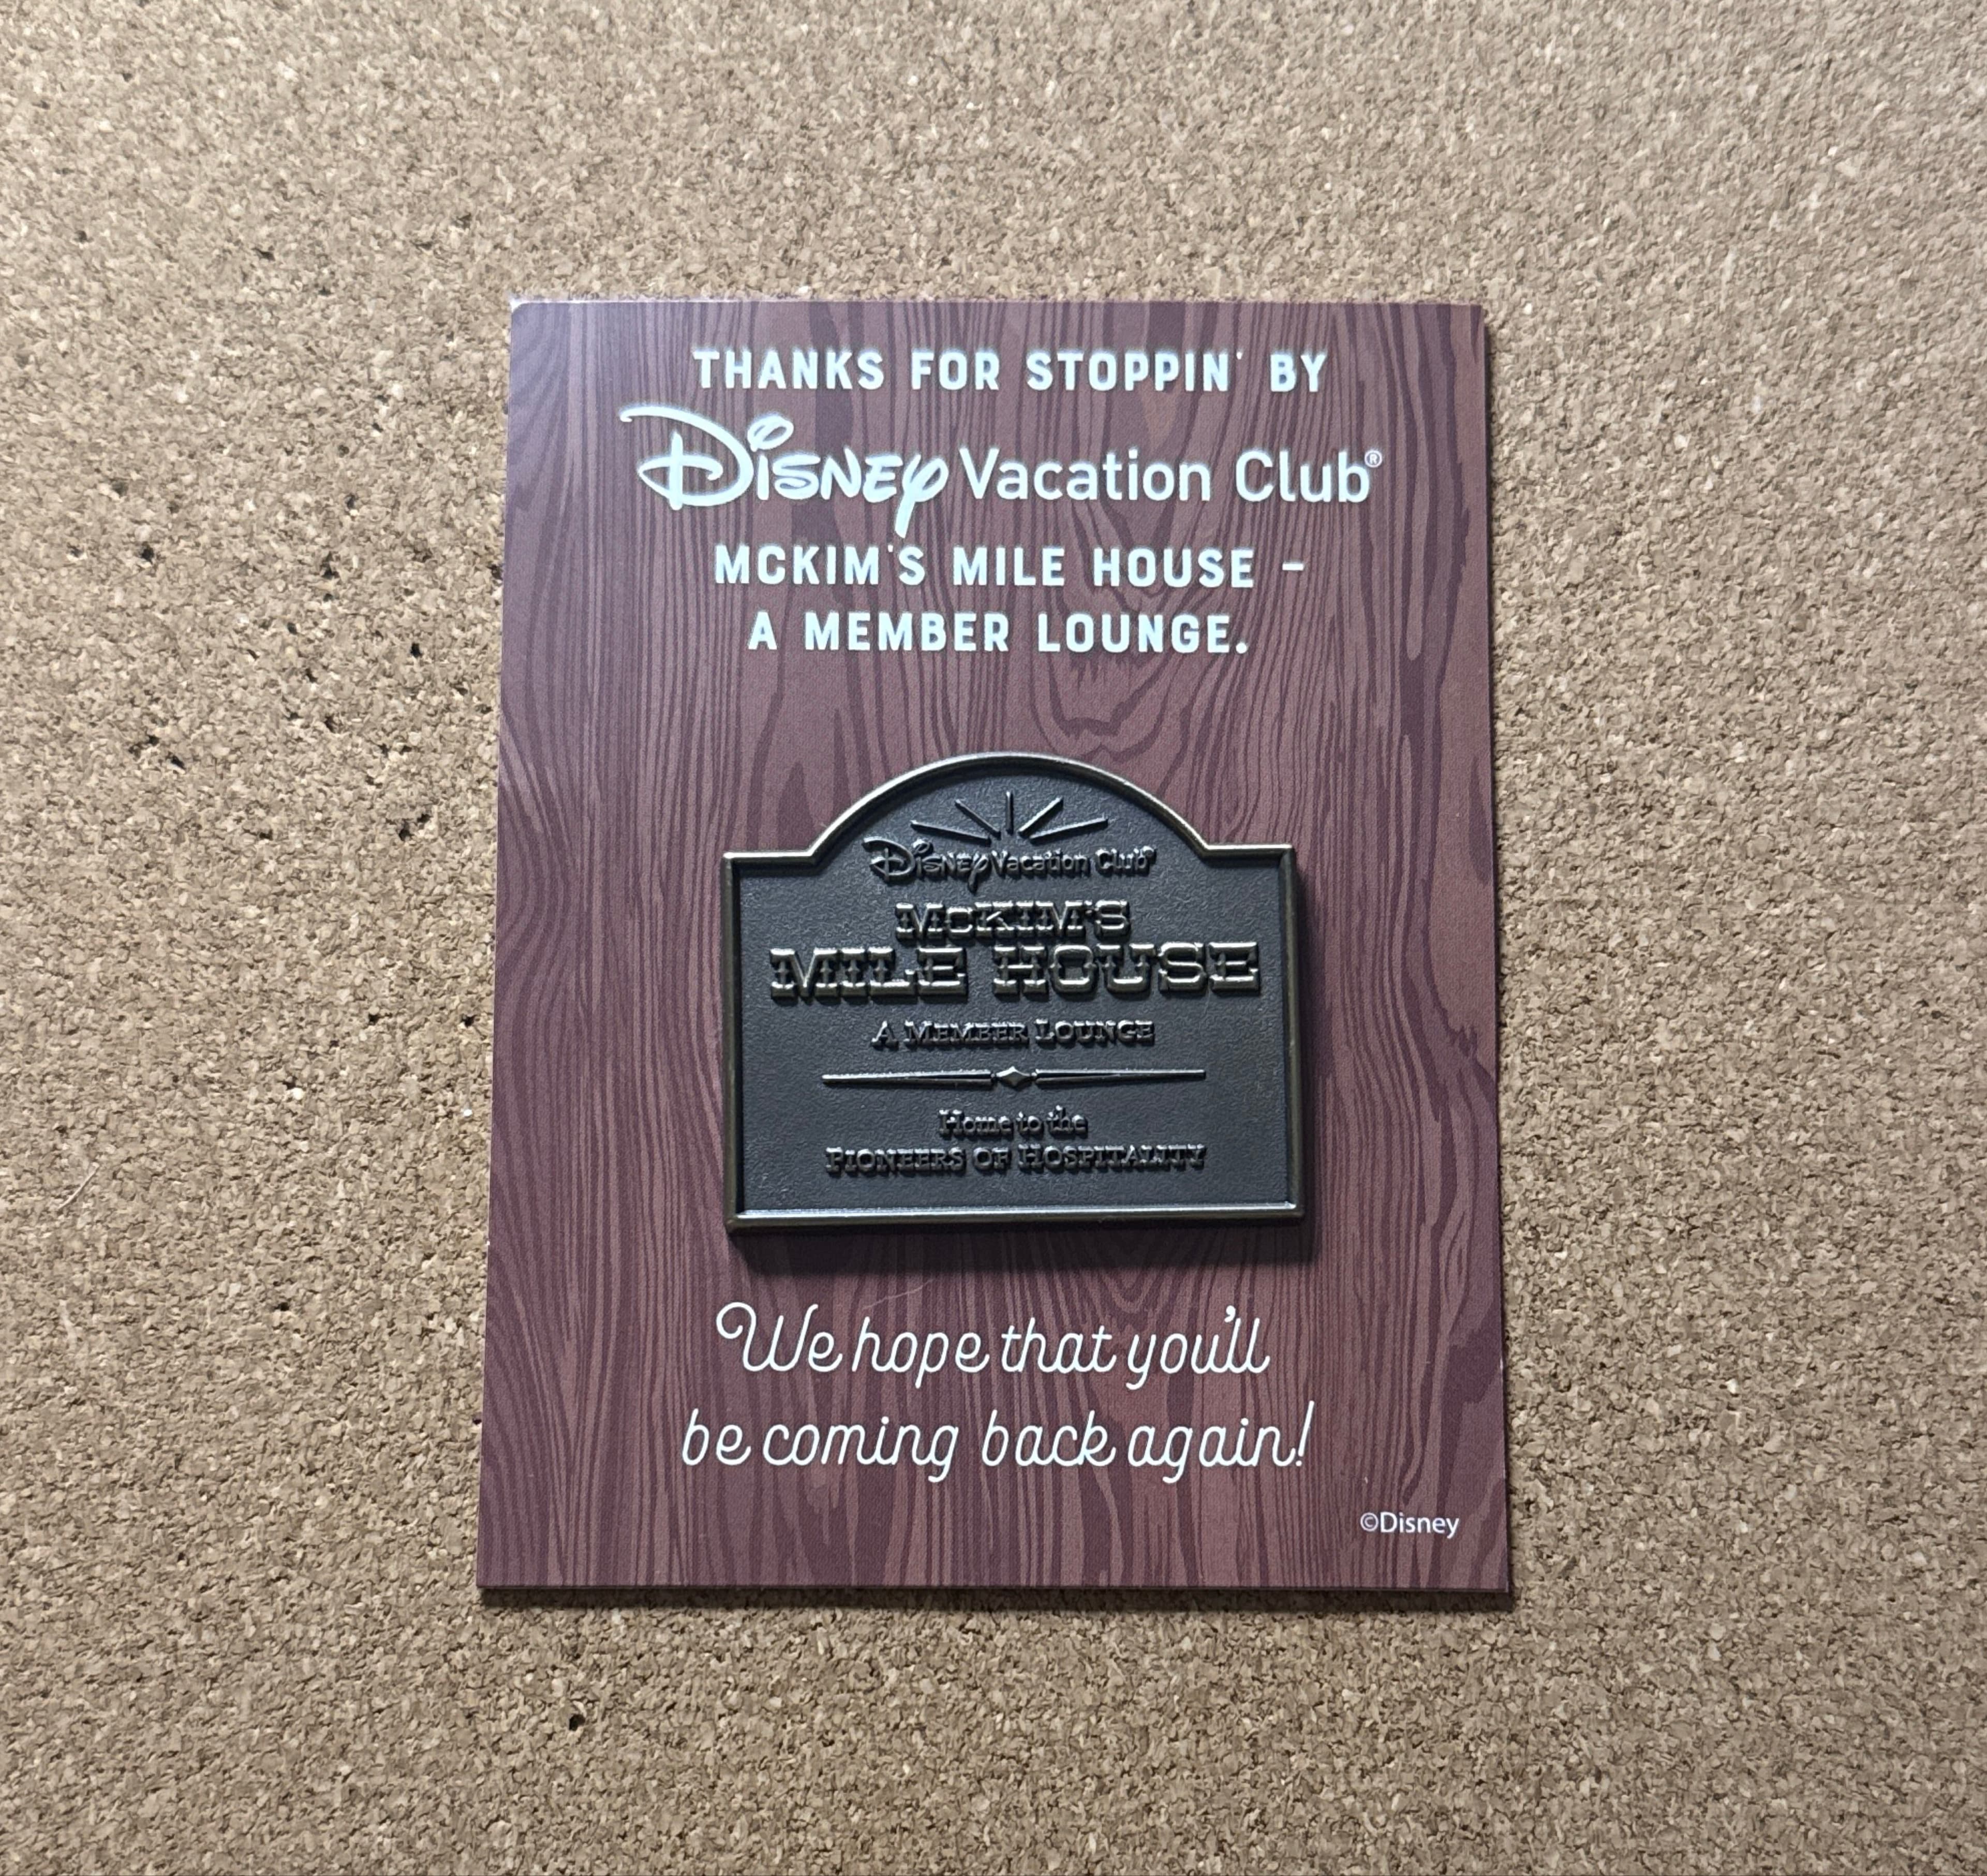 THANKS FOR STOPPIN' BY
Disney Vacation Club®
MCKIM'S MILE HOUSE –
A MEMBER LOUNGE.
Disney Vacation Club®
McKIM'S
MILE HOUSE
A MEMBER LOUNGE
Home to the
PIONEERS OF HOSPITALITY
We hope that you'll
be coming back again!
©Disney